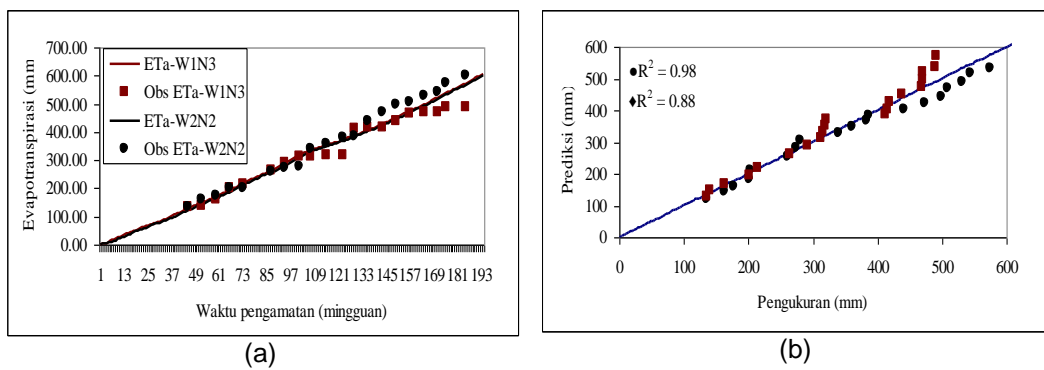 700.00
600.00
500.00
400.00
300.00
200.00
100.00
0.00
Evapotranspirasi (mm
ETa-W1N3
Obs ETa-W1N3
ETa-W2N2
Obs ETa-W2N2
1 13 25 37 49 61 73 85 97 109 121 133 145 157 169 181 193
Waktu pengamatan (mingguan)
(a)
600
500
400
300
200
100
0
Prediksi (mm)
R² = 0.98
R² = 0.88
0 100 200 300 400 500 600
Pengukuran (mm)
(b)